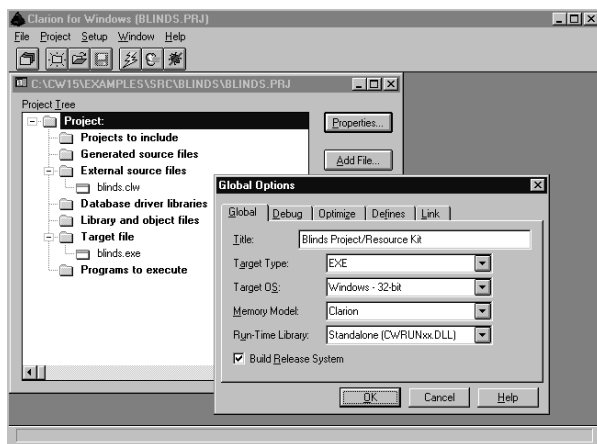 Clarion for Windows (BLINDS.PRJ)
File Project Setup Window Help
C:\CW15\EXAMPLES\SRC\BLINDS\BLINDS.PRJ
Project Tree
Project:
Projects to include
Generated source files
External source files
blinds.clw
Database driver libraries
Library and object files
Target file
blinds.exe
Programs to execute
Properties...
Add File...
Global Options
Global Debug Optimize Defines Link
Title: Blinds Project/Resource Kit
Target Type: EXE
Target OS: Windows - 32-bit
Memory Model: Clarion
Run-Time Library: Standalone (CWRUNxx.DLL)
Build Release System
OK Cancel Help